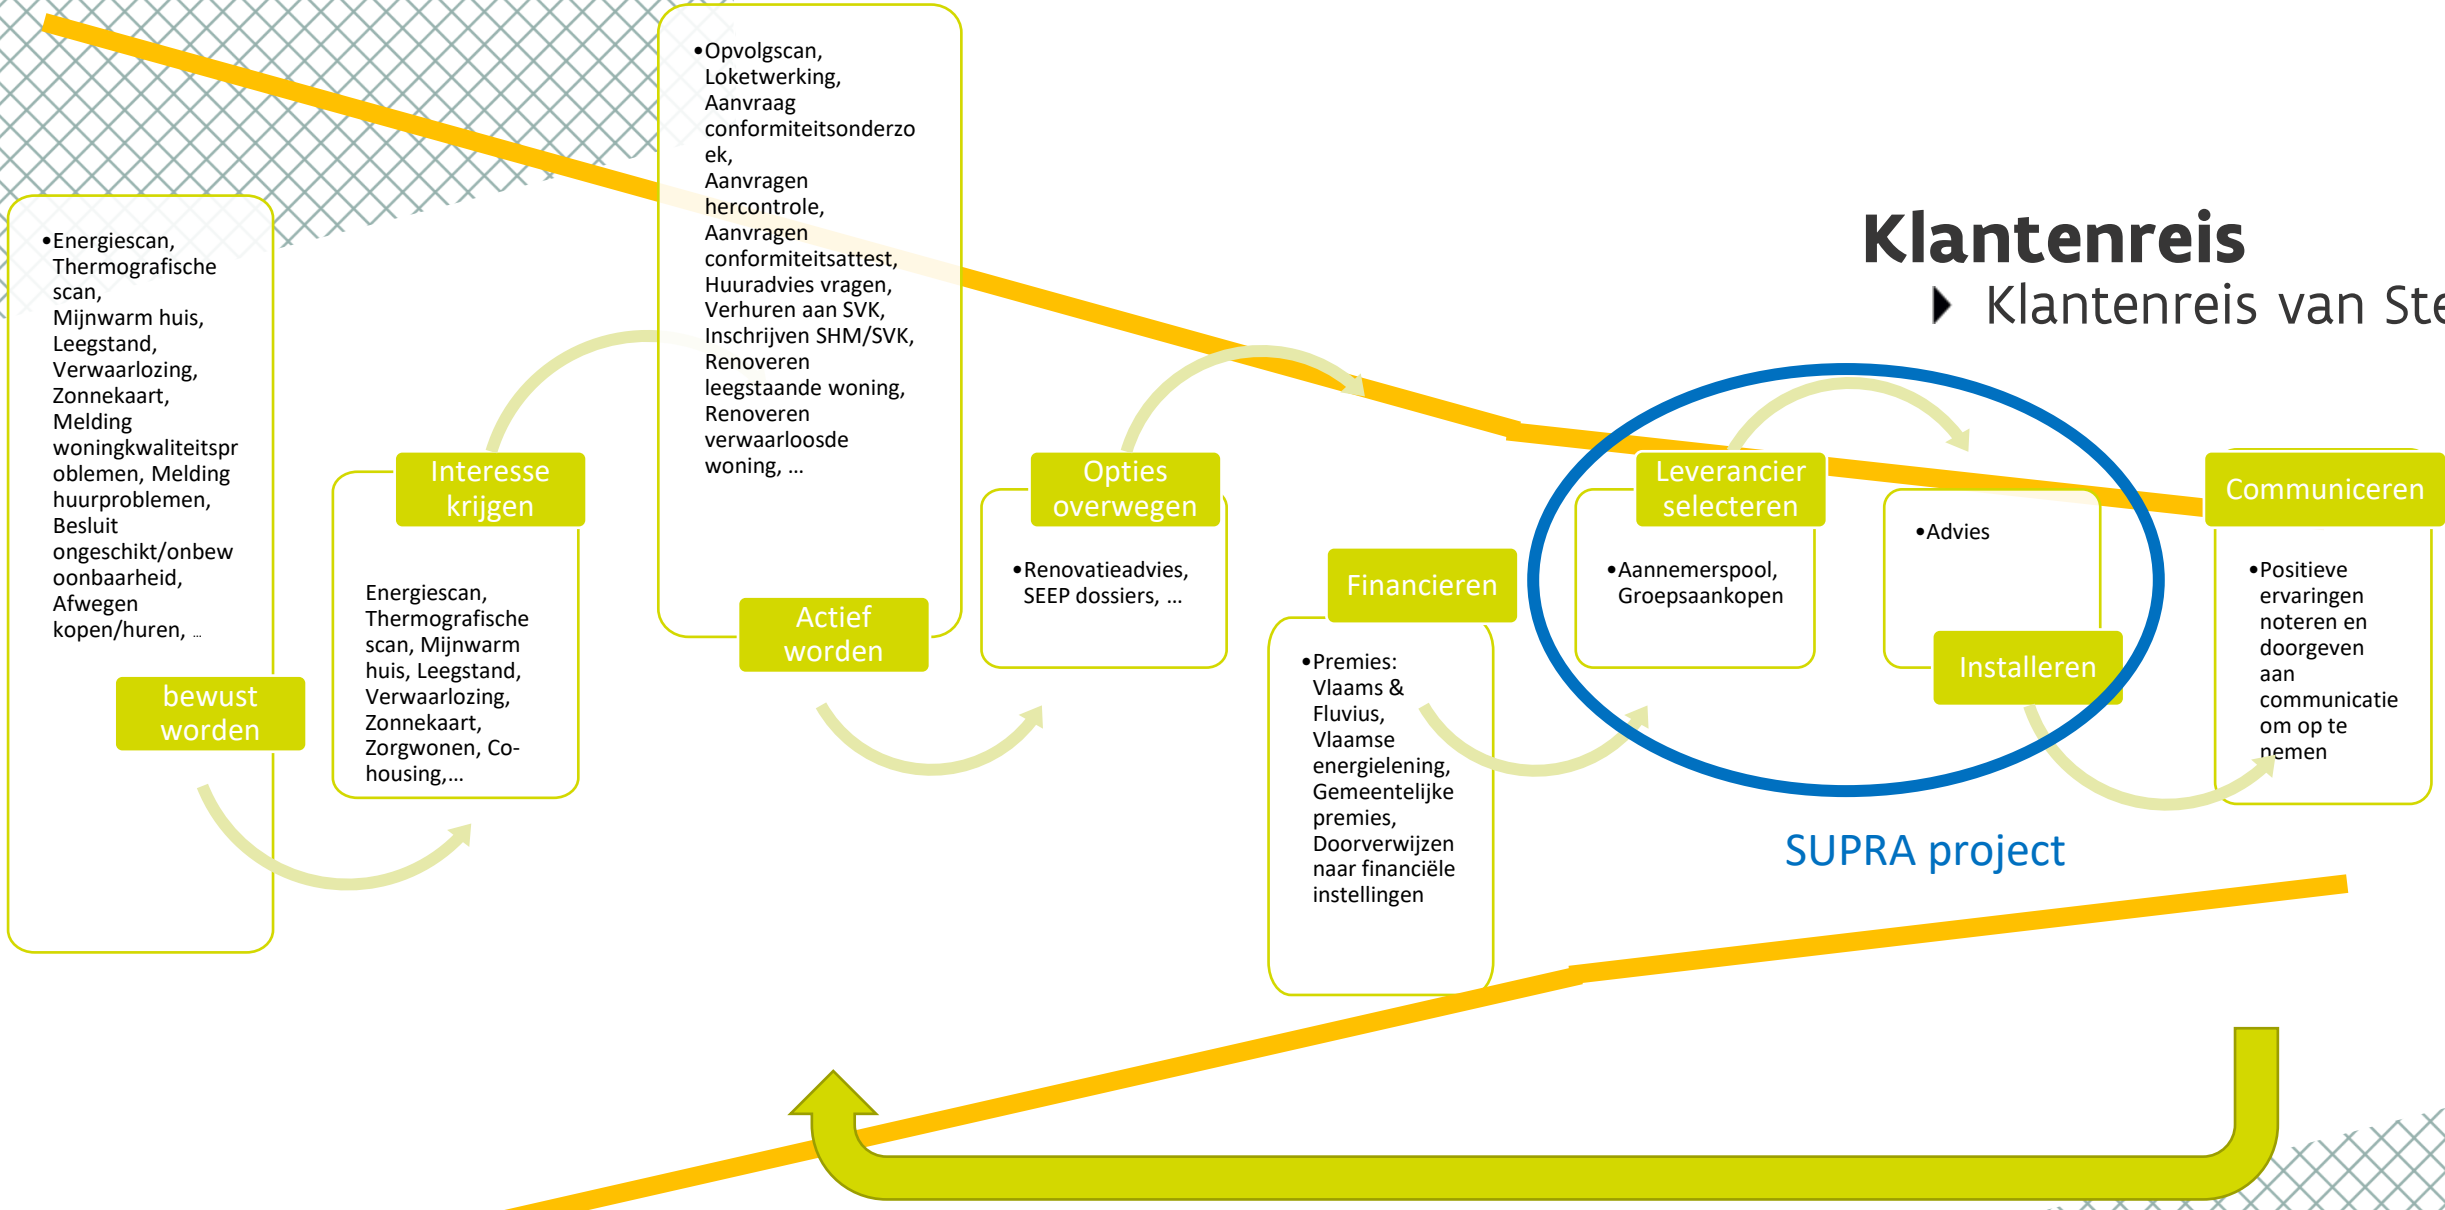 Klantenreis
Klantenreis van Ste
•Energiescan,
Thermografische
scan,
Mijnwarm huis,
Leegstand,
Verwaarlozing,
Zonnekaart,
Melding
woningkwaliteitspr
oblemen, Melding
huurproblemen,
Besluit
ongeschikt/onbew
oonbaarheid,
Afwegen
kopen/huren, ...
bewust
worden
Interesse
krijgen
Energiescan,
Thermografische
scan, Mijnwarm
huis, Leegstand,
Verwaarlozing,
Zonnekaart,
Zorgwonen, Co-
housing,...
•Opvolgscan,
Loketwerking,
Aanvraag
conformiteitsonderzo
ek,
Aanvragen
hercontrole,
Aanvragen
conformiteitsattest,
Huuradvies vragen,
Verhuren aan SVK,
Inschrijven SHM/SVK,
Renoveren
leegstaande woning,
Renoveren
verwaarloosde
woning, ...
Actief
worden
Opties
overwegen
•Renovatieadvies,
SEEP dossiers, ...
Financieren
•Premies:
Vlaams &
Fluvius,
Vlaamse
energielening,
Gemeentelijke
premies,
Doorverwijzen
naar financiële
instellingen
Leverancier
selecteren
•Aannemerspool,
Groepsaankopen
•Advies
Installeren
Communiceren
•Positieve
ervaringen
noteren en
doorgeven
aan
communicatie
om op te
nemen
SUPRA project